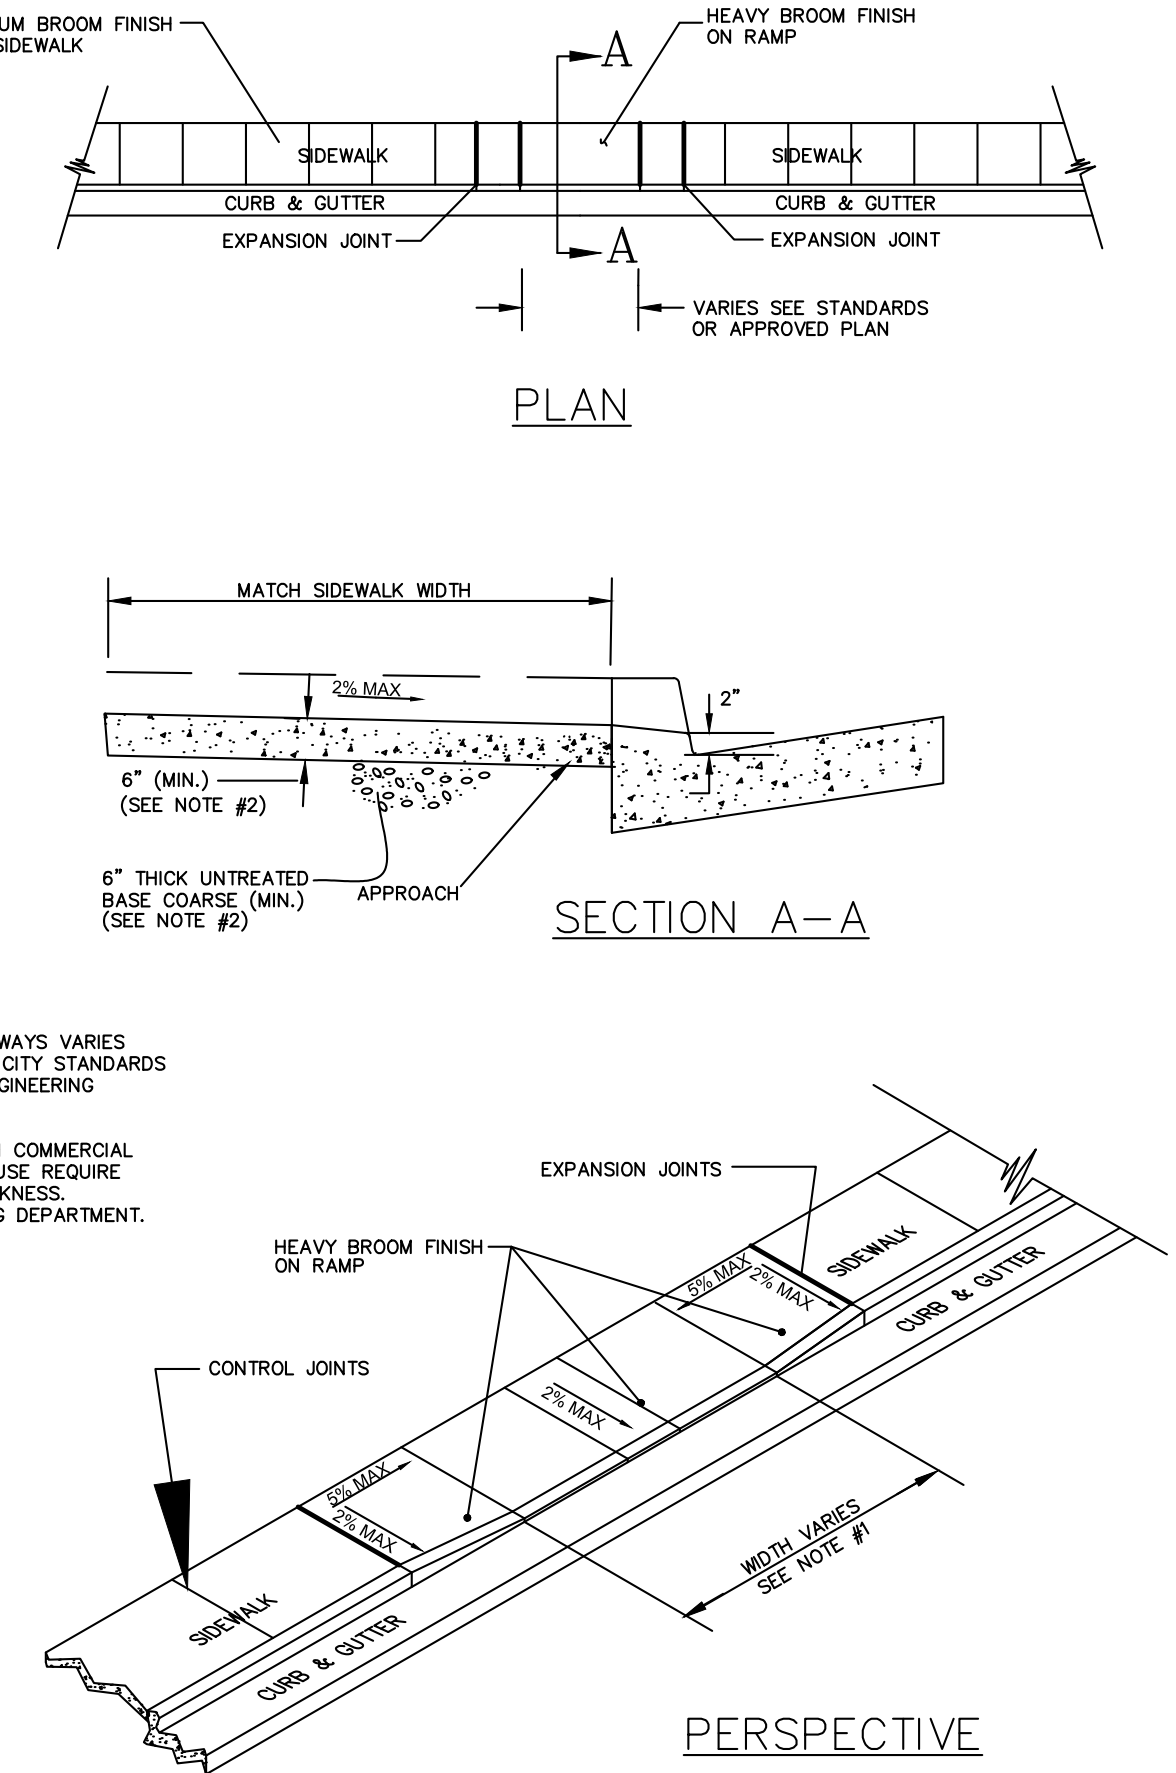 UM BROOM FINISH
SIDEWALK
HEAVY BROOM FINISH
ON RAMP
A
SIDEWALK
SIDEWALK
CURB & GUTTER
CURB & GUTTER
EXPANSION JOINT
A
EXPANSION JOINT
VARIES SEE STANDARDS
OR APPROVED PLAN
PLAN
MATCH SIDEWALK WIDTH
2% MAX
2”
6” (MIN.)
(SEE NOTE #2)
6” THICK UNTREATED
BASE COARSE (MIN.)
(SEE NOTE #2)
APPROACH
SECTION A-A
WAYS VARIES
CITY STANDARDS
GINEERING
COMMERCIAL
USE REQUIRE
KNESS.
G DEPARTMENT.
EXPANSION JOINTS
HEAVY BROOM FINISH
ON RAMP
SIDEWALK
5% MAX
2% MAX
CURB & GUTTER
CONTROL JOINTS
2% MAX
5% MAX
2% MAX
WIDTH VARIES
SEE NOTE #1
SIDEWALK
CURB & GUTTER
PERSPECTIVE